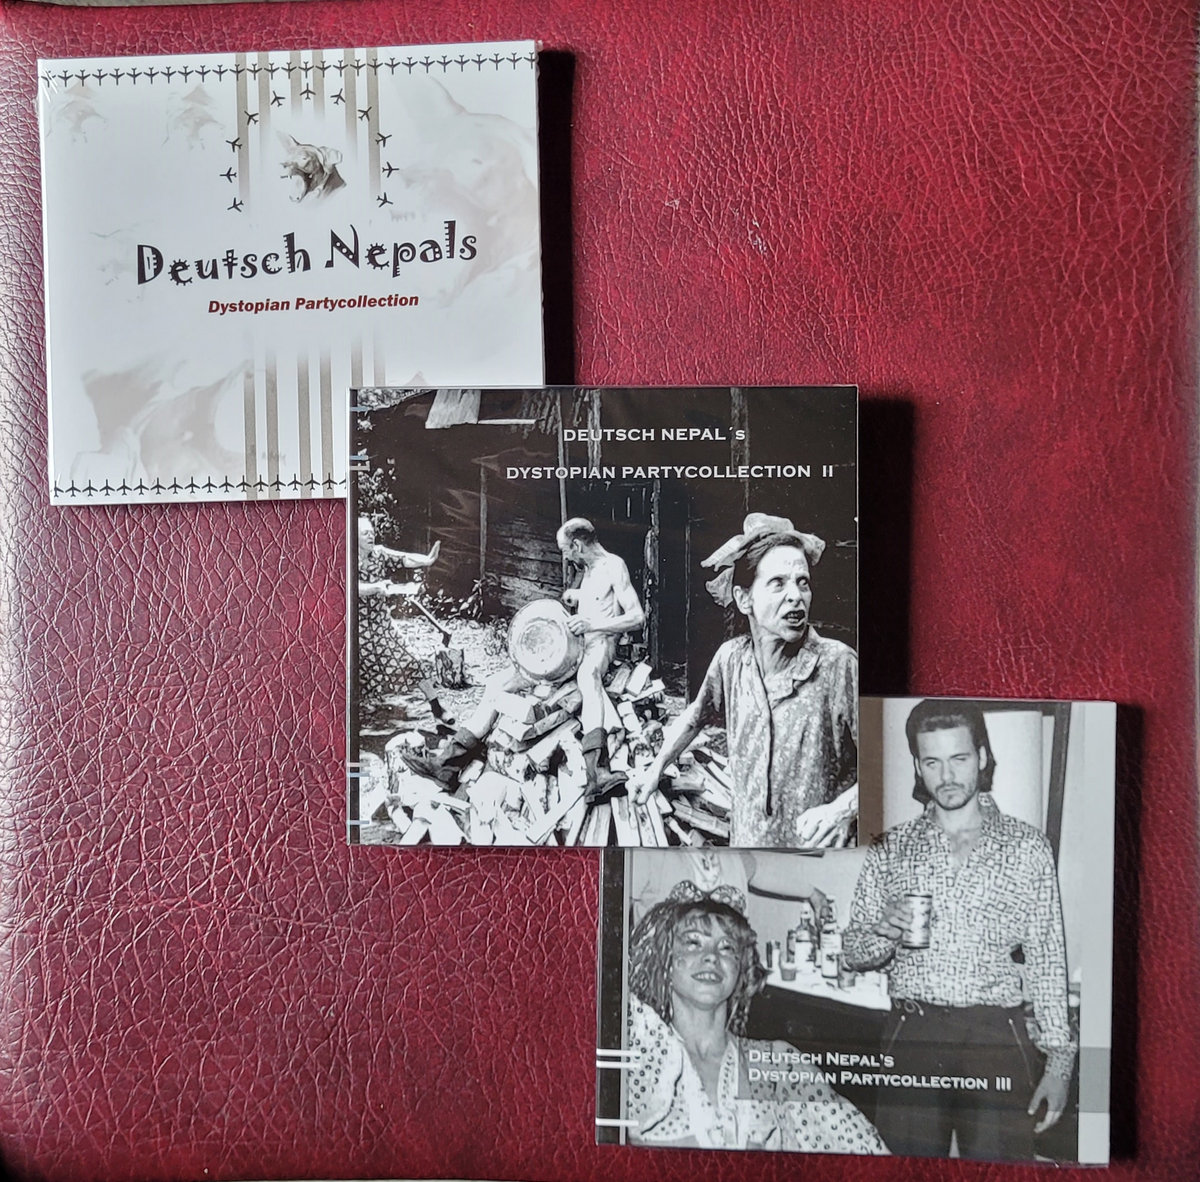 Deutsch Nepals
Dystopian Partycollection
DEUTSCH NEPAL´s
DYSTOPIAN PARTYCOLLECTION II
DEUTSCH NEPAL'S
DYSTOPIAN PARTYCOLLECTION III